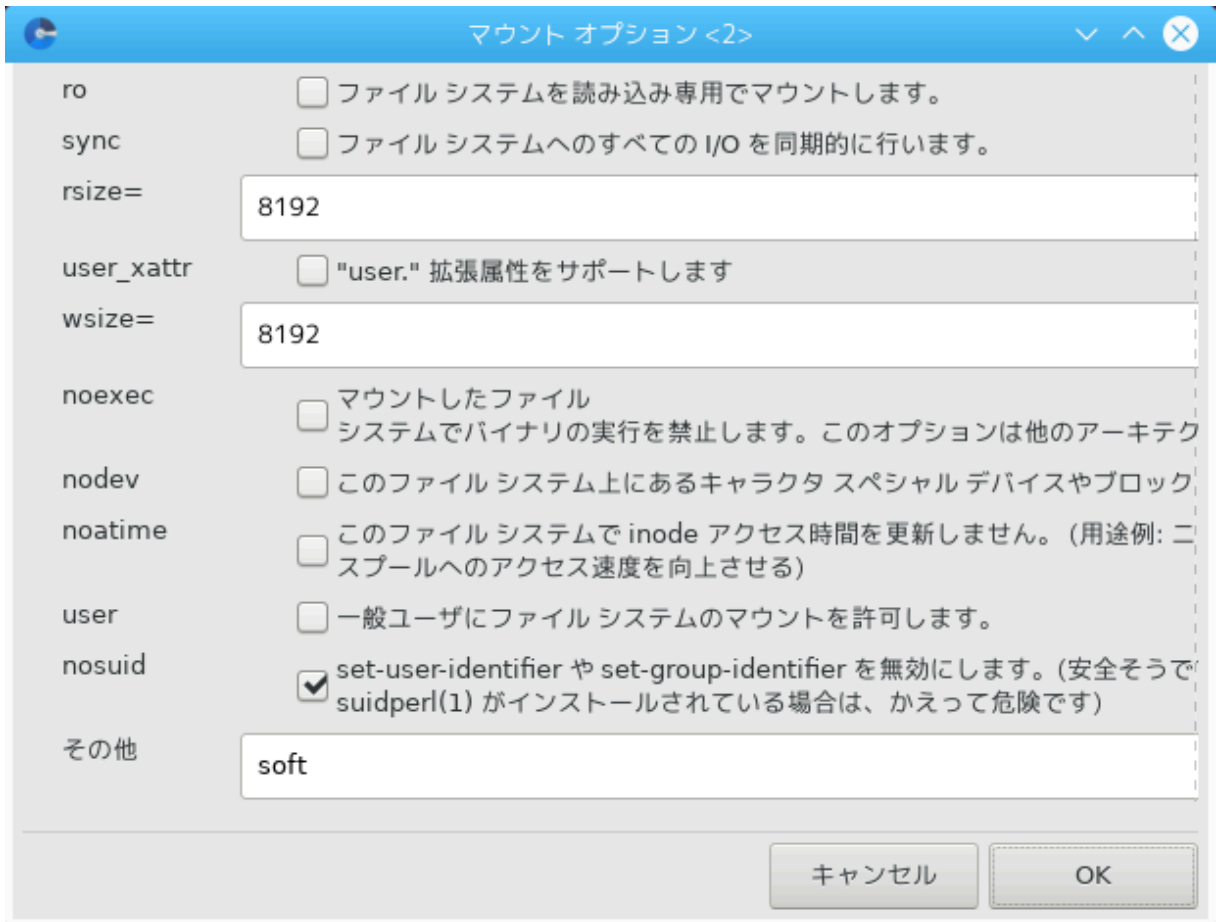 マウント オプション <2>
ro
ファイル システムを読み込み専用でマウントします。
sync
ファイル システムへのすべての I/O を同期的に行います。
rsize=
8192
user_xattr
"user." 拡張属性をサポートします
wsize=
8192
noexec
マウントしたファイル
システムでバイナリの実行を禁止します。このオプションは他のアーキテク
nodev
このファイル システム上にあるキャラクタ スペシャル デバイスやブロック
noatime
このファイル システムで inode アクセス時間を更新しません。 (用途例: ニ
スプールへのアクセス速度を向上させる)
user
一般ユーザにファイル システムのマウントを許可します。
nosuid
set-user-identifier や set-group-identifier を無効にします。(安全そうで
suidperl(1) がインストールされている場合は、かえって危険です)
その他
soft
キャンセル
OK